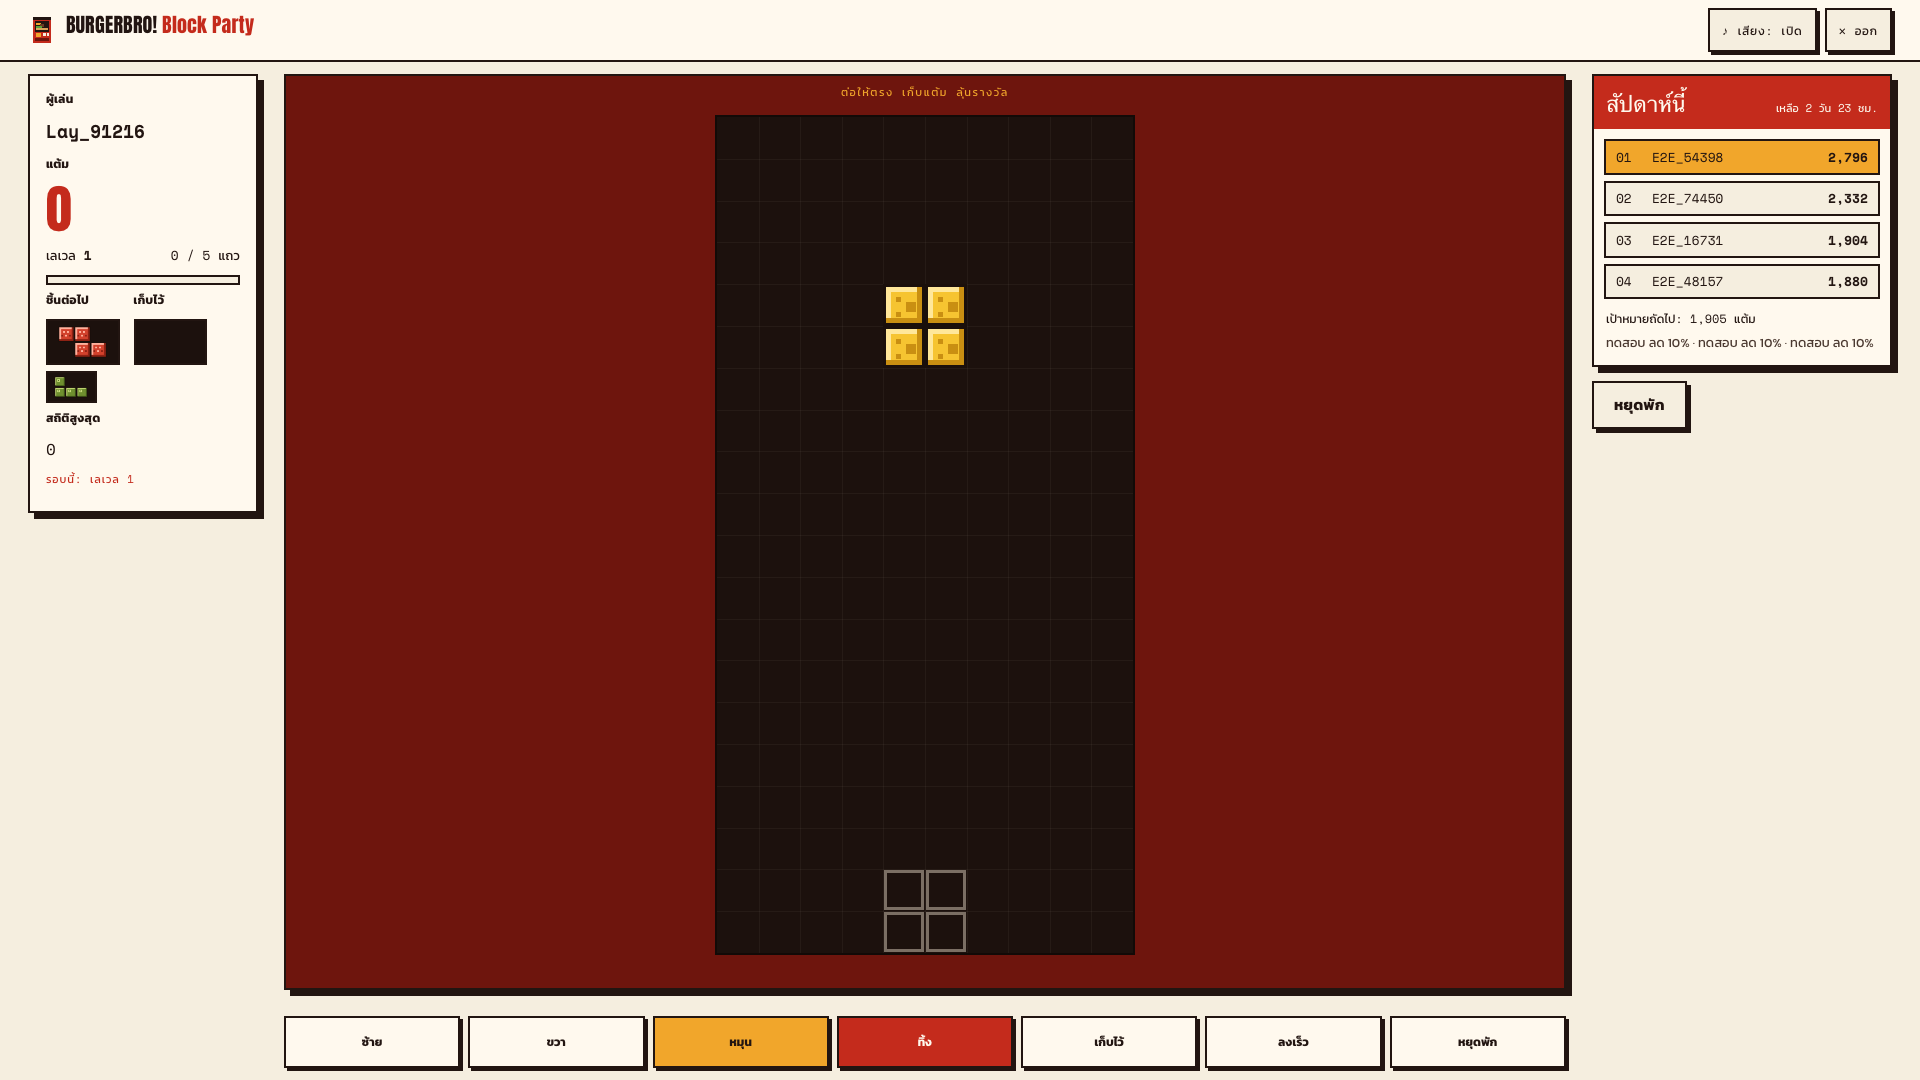 BURGERBRO! Block Party
♪ เสียง: เปิด
× ออก
ผู้เล่น
Lay_91216
แต้ม
0
เลเวล 1
0 / 5 แถว
ชิ้นต่อไป
เก็บไว้
สถิติสูงสุด
0
รอบนี้: เลเวล 1
ต่อให้ตรง เก็บแต้ม ลุ้นรางวัล
สัปดาห์นี้
เหลือ 2 วัน 23 ชม.
01 E2E_54398 2,796
02 E2E_74450 2,332
03 E2E_16731 1,904
04 E2E_48157 1,880
เป้าหมายถัดไป: 1,905 แต้ม
ทดสอบ ลด 10% · ทดสอบ ลด 10% · ทดสอบ ลด 10%
หยุดพัก
ซ้าย
ขวา
หมุน
ทิ้ง
เก็บไว้
ลงเร็ว
หยุดพัก